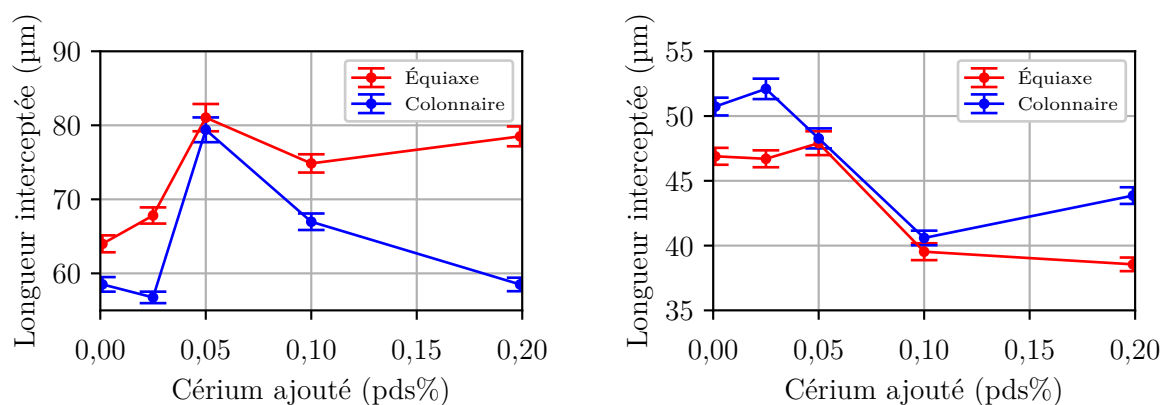 Longueur interceptée (µm)
90
80
70
60
Équiaxe
Colonnaire
0,00 0,05 0,10 0,15 0,20
Cérium ajouté (pds%)
Longueur interceptée (µm)
55
50
45
40
35
Équiaxe
Colonnaire
0,00 0,05 0,10 0,15 0,20
Cérium ajouté (pds%)